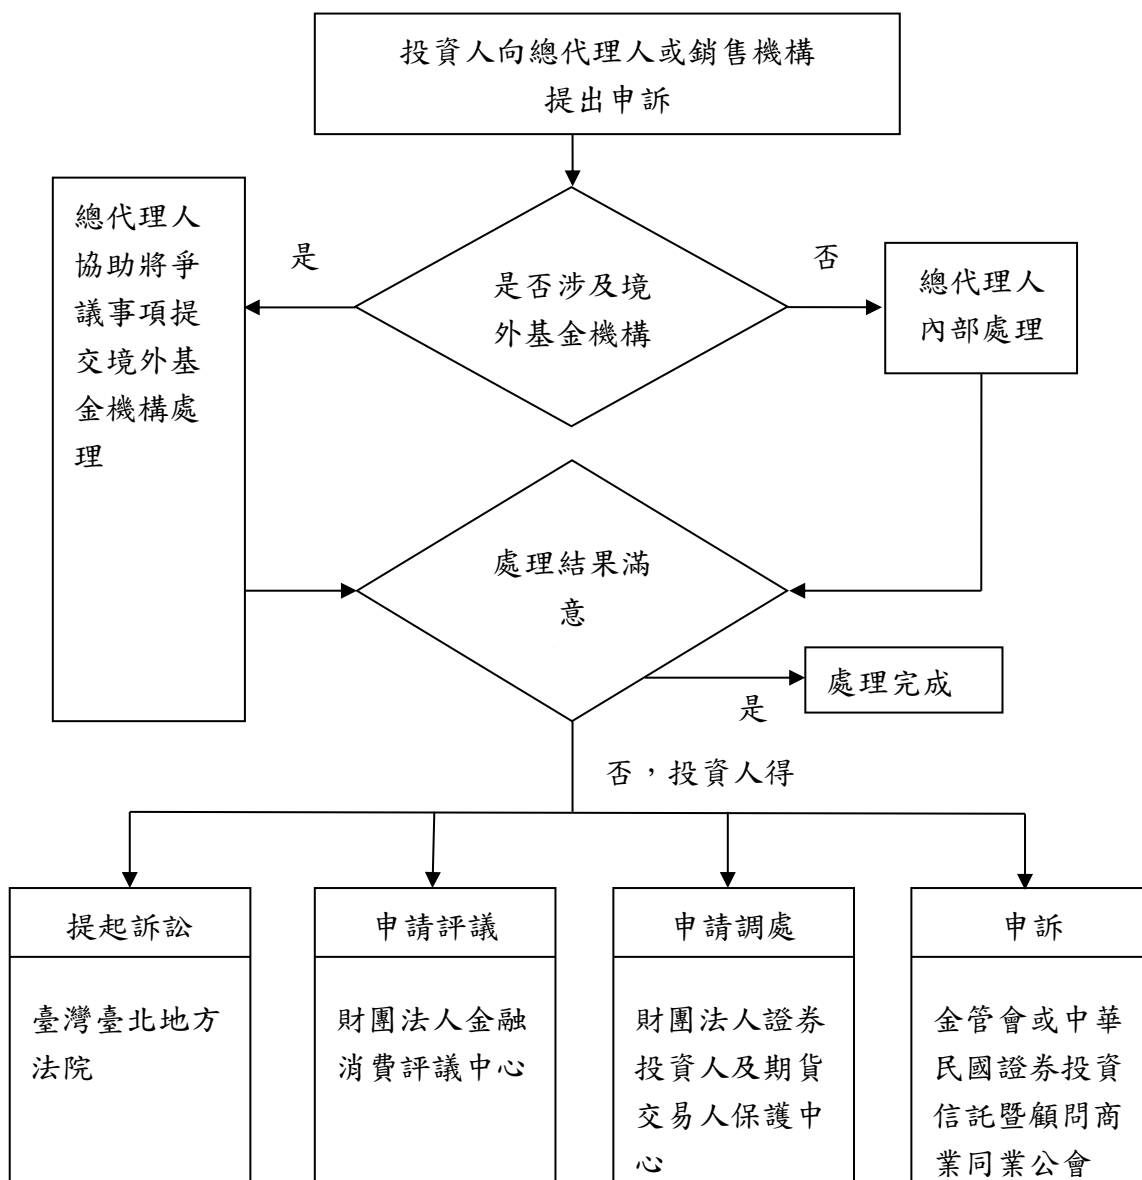 投資人向總代理人或銷售機構
提出申訴
總代理人
協助將爭
議事項提
交境外基
金機構處
理
是
是否涉及境
外基金機構
否
總代理人
內部處理
處理結果滿
意
是
處理完成
否，投資人得
提起訴訟
臺灣臺北地方
法院
申請評議
財團法人金融
消費評議中心
申請調處
財團法人證券
投資人及期貨
交易人保護中
心
申訴
金管會或中華
民國證券投資
信託暨顧問商
業同業公會